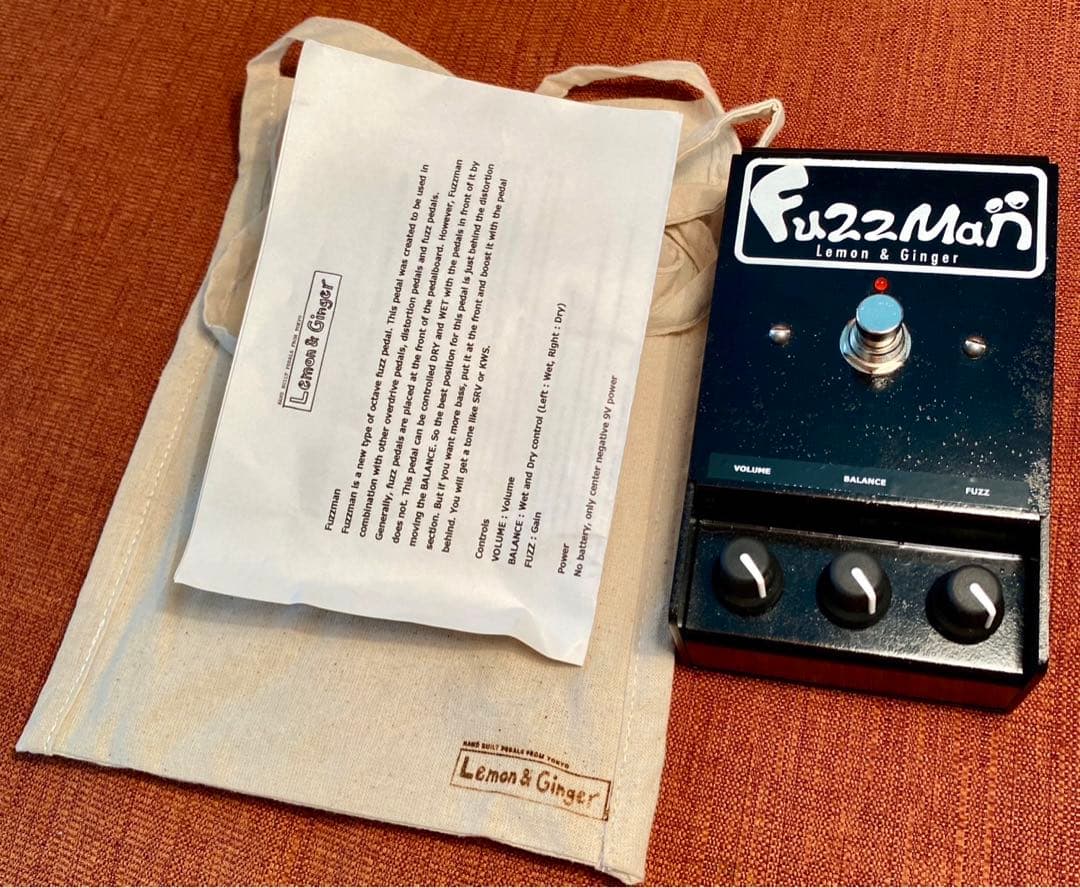 HAND BUILT PEDALS FROM TOKYO
Lemon & Ginger
Fuzzman
Fuzzman is a new type of octave fuzz pedal. This pedal was created to be used in
combination with other overdrive pedals, distortion pedals and fuzz pedals.
Generally, fuzz pedals are placed at the front of the pedalboard. However, Fuzzman
does not. This pedal can be controlled DRY and WET with the pedals in front of it by
moving the BALANCE. So the best position for this pedal is just behind the distortion
section. But if you want more bass, put it at the front and boost it with the pedal
behind. You will get a tone like SRV or KWS.
Controls
VOLUME : Volume
BALANCE : Wet and Dry control (Left : Wet, Right : Dry)
FUZZ : Gain
Power
No battery, only center negative 9V power
FuzzMan
Lemon & Ginger
VOLUME
BALANCE
FUZZ
HAND BUILT PEDALS FROM TOKYO
Lemon & Ginger